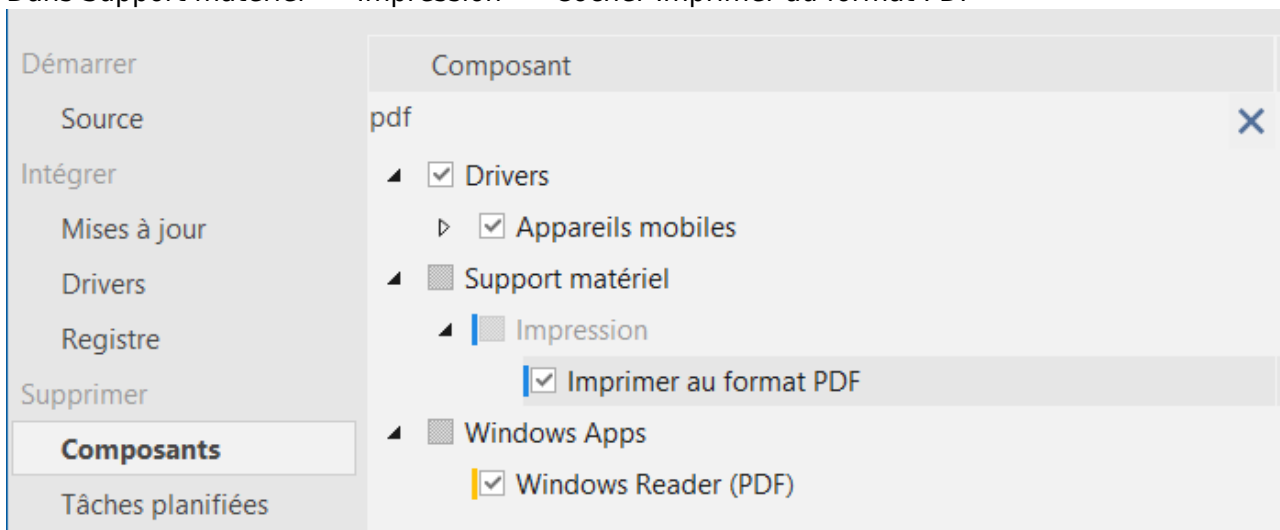 Démarrer
Source
Intégrer
Mises à jour
Drivers
Registre
Supprimer
Composants
Tâches planifiées
Composant
pdf
Drivers
Appareils mobiles
Support matériel
Impression
Imprimer au format PDF
Windows Apps
Windows Reader (PDF)